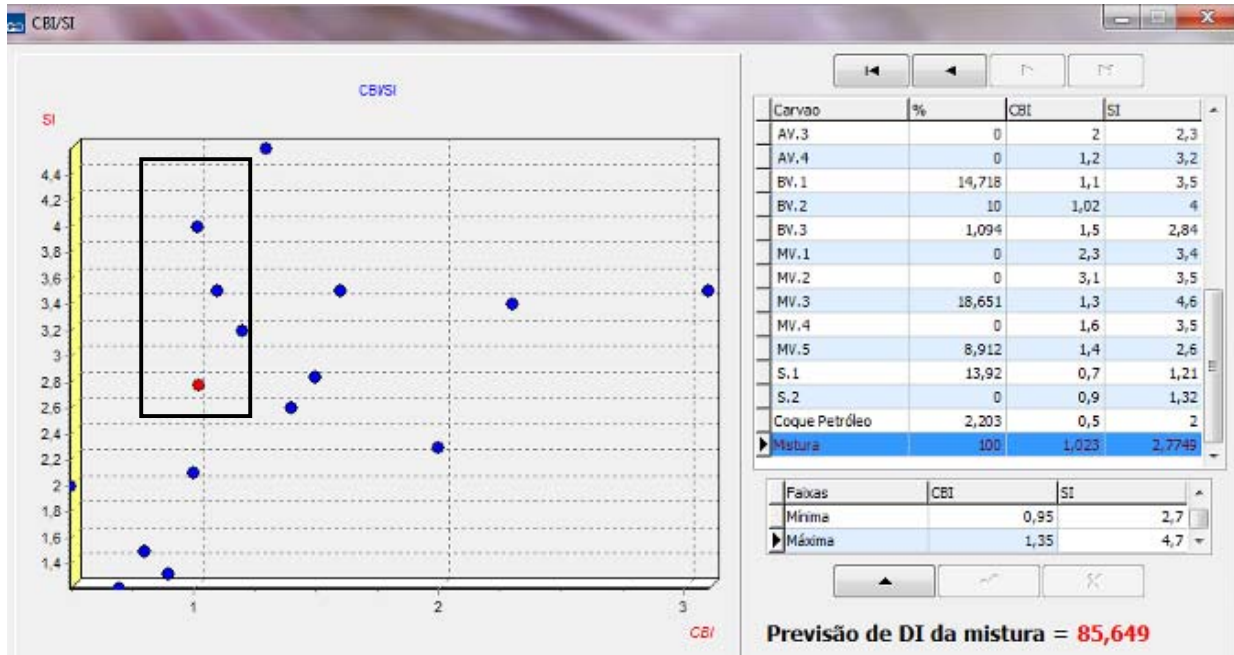 CBI/SI
CBI/SI
SI
4,4
4,2
4
3,8
3,6
3,4
3,2
3
2,8
2,6
2,4
2,2
2
1,8
1,6
1,4
1 2 3
CBI
Carvao % CBI SI
AV.3 0 2 2,3
AV.4 0 1,2 3,2
BV.1 14,718 1,1 3,5
BV.2 10 1,02 4
BV.3 1,094 1,5 2,84
MV.1 0 2,3 3,4
MV.2 0 3,1 3,5
MV.3 18,651 1,3 4,6
MV.4 0 1,6 3,5
MV.5 8,912 1,4 2,6
S.1 13,92 0,7 1,21
S.2 0 0,9 1,32
Coque Petróleo 2,203 0,5 2
Mistura 100 1,023 2,7749
Faixas CBI SI
Mínima 0,95 2,7
Máxima 1,35 4,7
Previsão de DI da mistura = 85,649